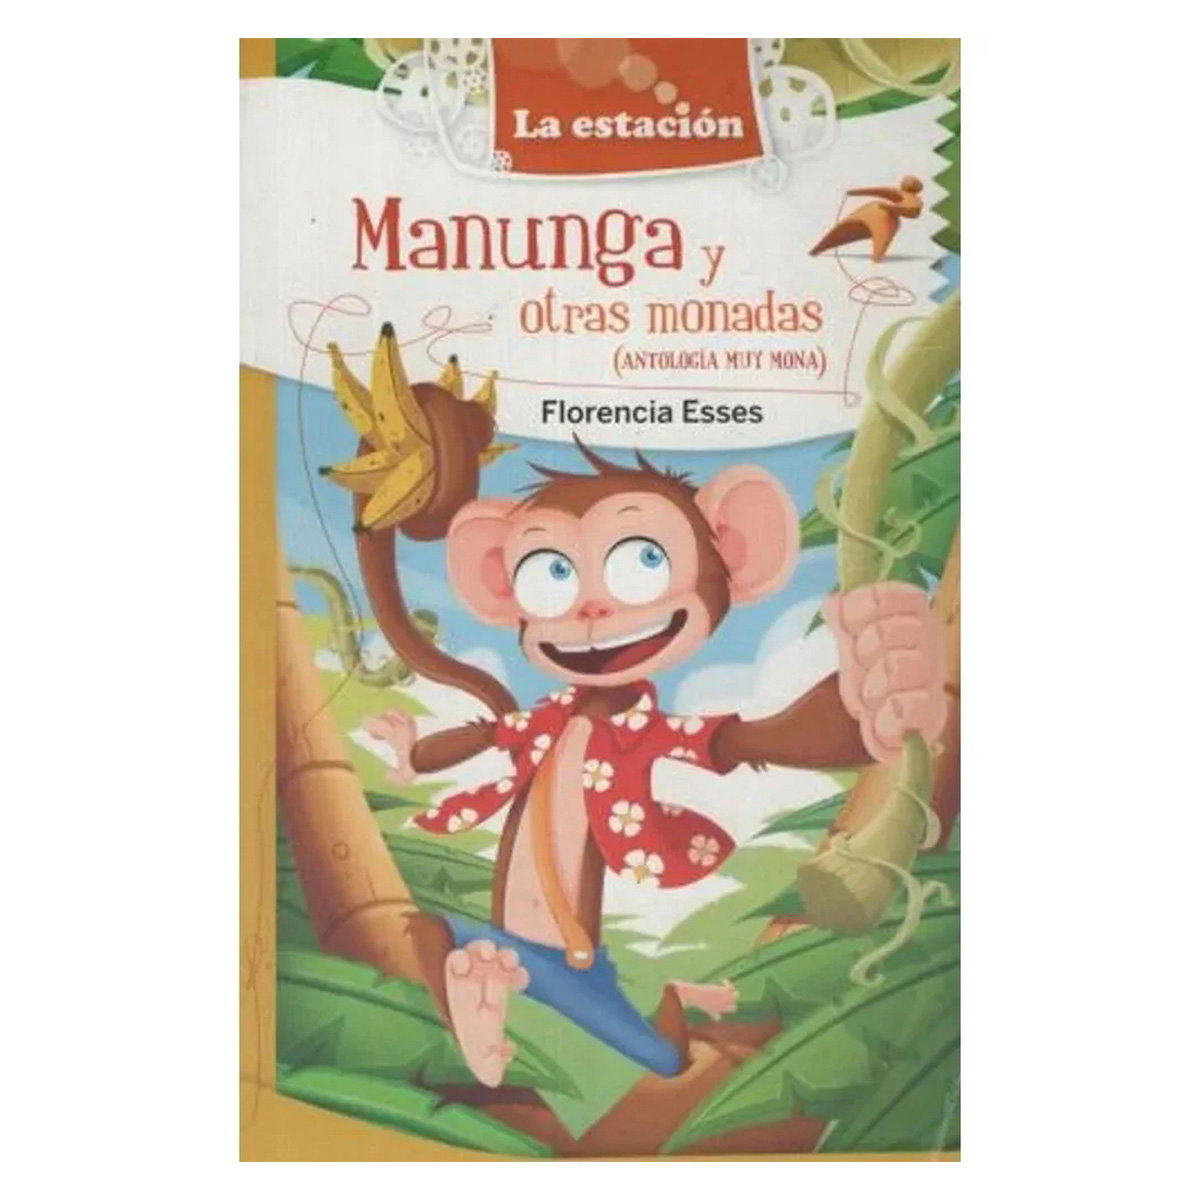 La estación
Manunga y
otras monadas
(ANTOLOGÍA MUY MONA)
Florencia Esses